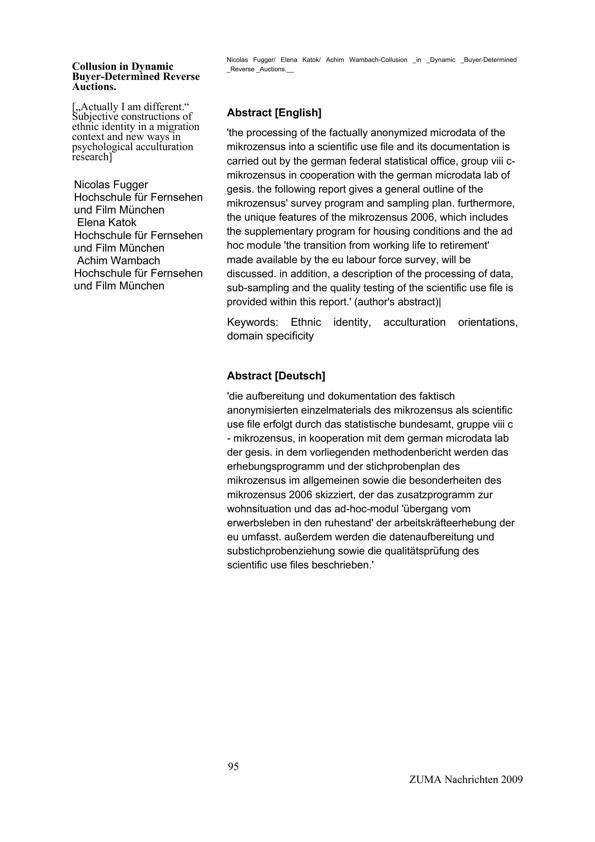 Collusion in Dynamic
Buyer-Determined Reverse
Auctions.
[„Actually I am different.“
Subjective constructions of
ethnic identity in a migration
context and new ways in
psychological acculturation
research]
Nicolas Fugger
Hochschule für Fernsehen
und Film München
Elena Katok
Hochschule für Fernsehen
und Film München
Achim Wambach
Hochschule für Fernsehen
und Film München
Nicolas Fugger/ Elena Katok/ Achim Wambach-Collusion _in _Dynamic _Buyer-Determined
_Reverse _Auctions.__
Abstract [English]
'the processing of the factually anonymized microdata of the
mikrozensus into a scientific use file and its documentation is
carried out by the german federal statistical office, group viii c-
mikrozensus in cooperation with the german microdata lab of
gesis. the following report gives a general outline of the
mikrozensus' survey program and sampling plan. furthermore,
the unique features of the mikrozensus 2006, which includes
the supplementary program for housing conditions and the ad
hoc module 'the transition from working life to retirement'
made available by the eu labour force survey, will be
discussed. in addition, a description of the processing of data,
sub-sampling and the quality testing of the scientific use file is
provided within this report.' (author's abstract)|
Keywords: Ethnic identity, acculturation orientations,
domain specificity
Abstract [Deutsch]
'die aufbereitung und dokumentation des faktisch
anonymisierten einzelmaterials des mikrozensus als scientific
use file erfolgt durch das statistische bundesamt, gruppe viii c
- mikrozensus, in kooperation mit dem german microdata lab
der gesis. in dem vorliegenden methodenbericht werden das
erhebungsprogramm und der stichprobenplan des
mikrozensus im allgemeinen sowie die besonderheiten des
mikrozensus 2006 skizziert, der das zusatzprogramm zur
wohnsituation und das ad-hoc-modul 'übergang vom
erwerbsleben in den ruhestand' der arbeitskräfteerhebung der
eu umfasst. außerdem werden die datenaufbereitung und
substichprobenziehung sowie die qualitätsprüfung des
scientific use files beschrieben.'
95
ZUMA Nachrichten 2009